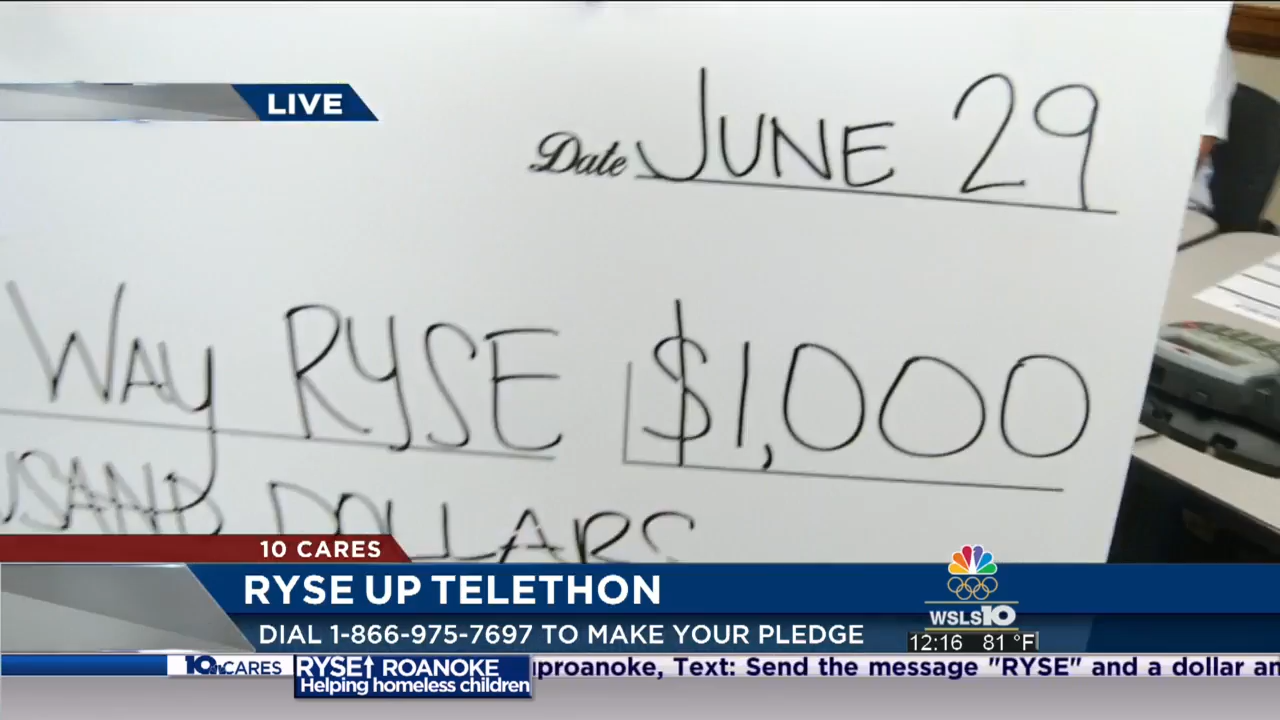 LIVE
Date JUNE 29
WAY RYSE $1,000
DOLLARS
10 CARES
RYSE UP TELETHON
DIAL 1-866-975-7697 TO MAKE YOUR PLEDGE
WSLS10
12:16 81 °F
10 CARES
RYSE↑ ROANOKE
Helping homeless children
uproanoke, Text: Send the message "RYSE" and a dollar an